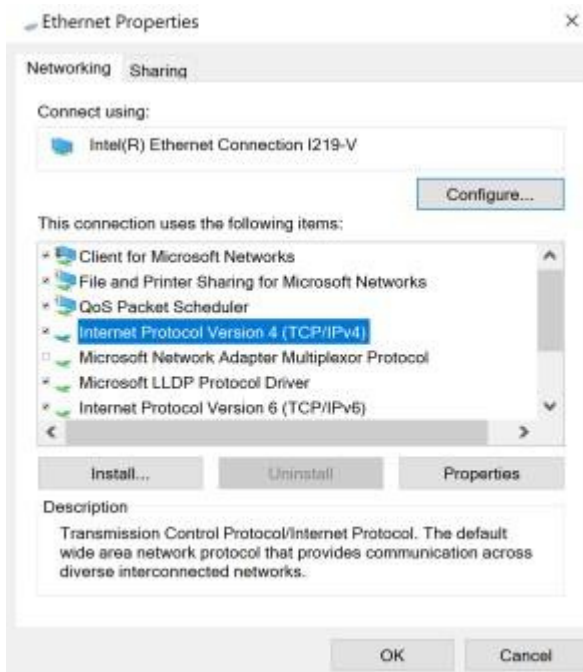 Ethernet Properties
Networking Sharing
Connect using:
Intel(R) Ethernet Connection I219-V
Configure...
This connection uses the following items:
Client for Microsoft Networks
File and Printer Sharing for Microsoft Networks
QoS Packet Scheduler
Internet Protocol Version 4 (TCP/IPv4)
Microsoft Network Adapter Multiplexor Protocol
Microsoft LLDP Protocol Driver
Internet Protocol Version 6 (TCP/IPv6)
Install... Uninstall Properties
Description
Transmission Control Protocol/Internet Protocol. The default
wide area network protocol that provides communication across
diverse interconnected networks.
OK Cancel